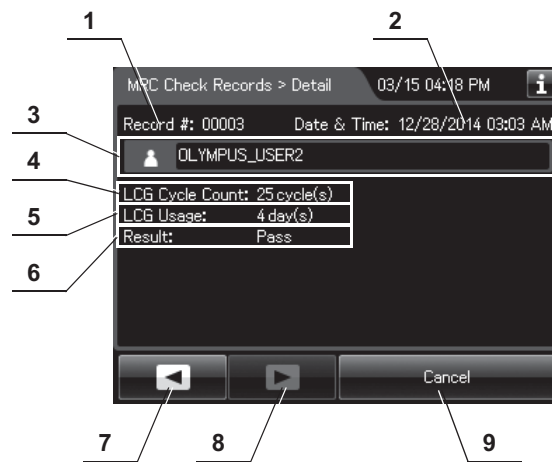 1
2
MRC Check Records > Detail
03/15 04:18 PM
i
3
Record #: 00003
Date & Time: 12/28/2014 03:03 AM
OLYMPUS_USER2
4
LCG Cycle Count: 25 cycle(s)
5
LCG Usage: 4 day(s)
6
Result: Pass
Cancel
7
8
9